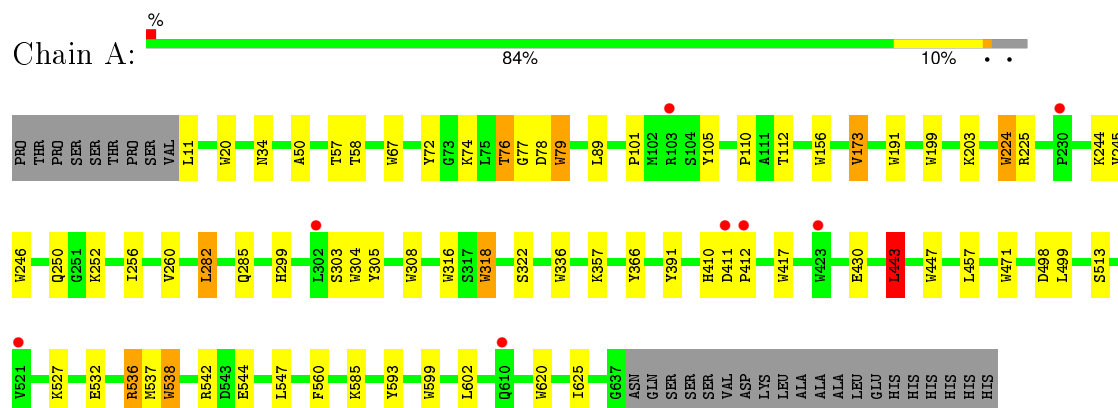 %
Chain A:
84% 10% • •
PRO THR PRO SER SER THR PRO SER VAL L11 W20 N34 A50 T57 T58 W67 Y72 G73 K74 L75 T76 G77 D78 W79 L89 P101 M102 R103 S104 Y105 P110 A111 T112 W156 V173 W191 W199 K203 W224 R225 P230 K244 V245
W246 Q250 G251 K252 I256 V260 L282 Q285 H299 L302 S303 W304 Y305 W308 W316 S317 W318 S322 W336 K357 Y366 Y391 H410 D411 P412 W417 W423 E430 L443 W447 L457 W471 D498 L499 S513
V521 K527 E532 R536 M537 W538 R542 D543 E544 L547 F560 K585 Y593 W599 L602 Q610 W620 I625 G637 ASN GLN SER SER SER VAL ASP LYS LEU ALA ALA ALA LEU GLU HIS HIS HIS HIS HIS HIS